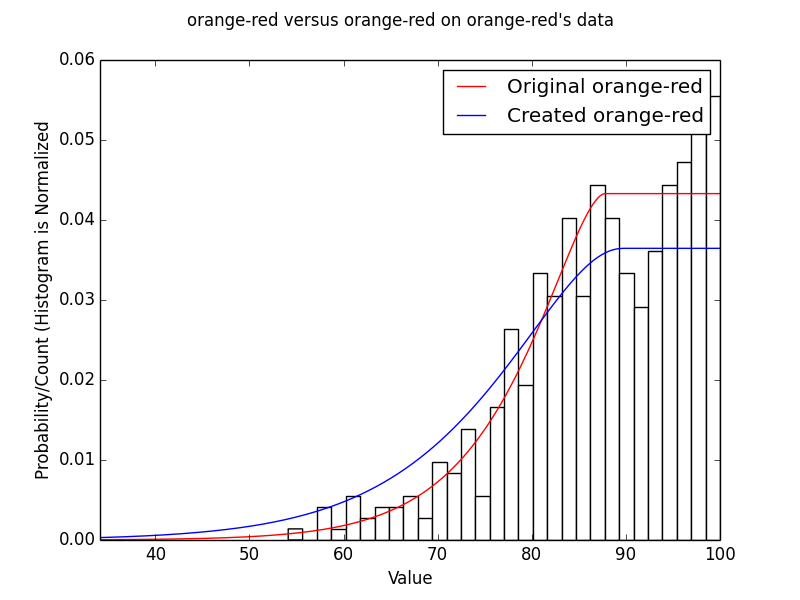 orange-red versus orange-red on orange-red's data
0.06
0.05
0.04
0.03
0.02
0.01
0.00
Probability/Count (Histogram is Normalized
Original orange-red
Created orange-red
40 50 60 70 80 90 100
Value